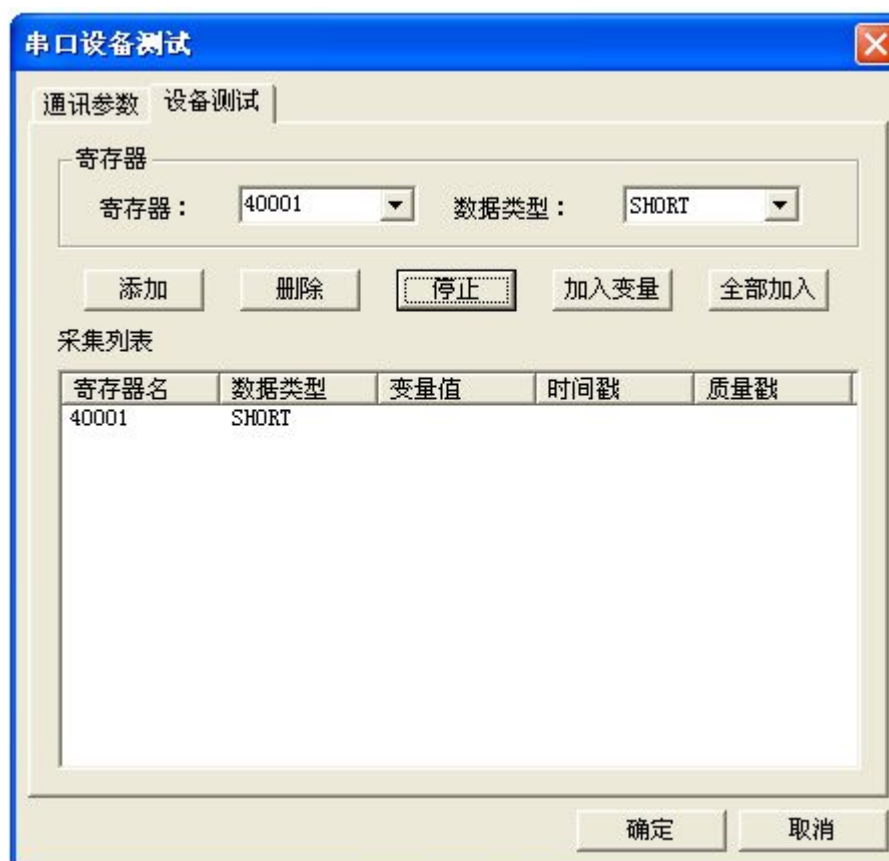 串口设备测试
通讯参数 设备测试
寄存器
寄存器： 40001 数据类型： SHORT
添加 删除 停止 加入变量 全部加入
采集列表
寄存器名 数据类型 变量值 时间戳 质量戳
40001 SHORT
确定 取消